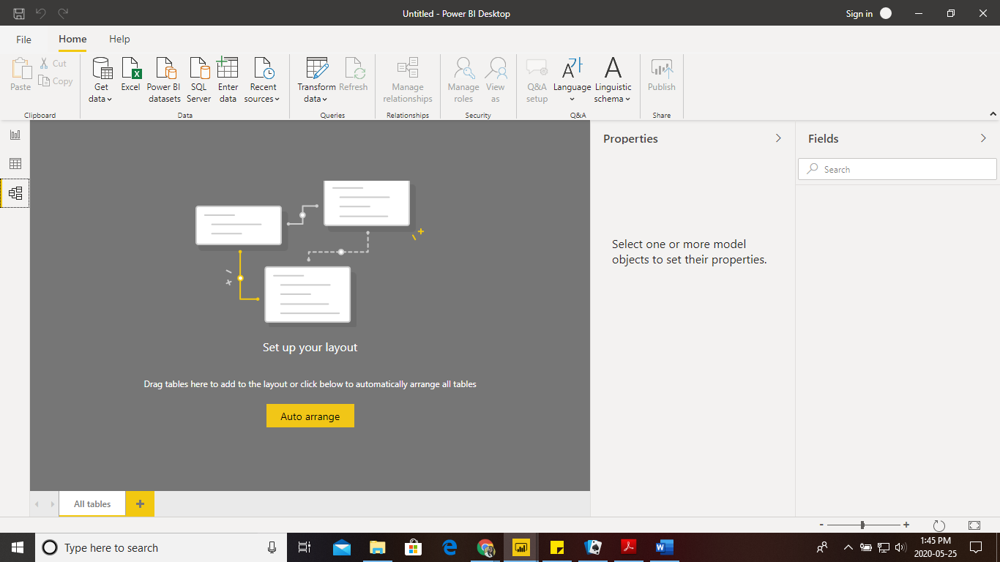 Untitled - Power BI Desktop
Sign in
File
Home
Help
Paste
Cut
Copy
Clipboard
Get data
Excel
Power BI datasets
SQL Server
Enter data
Recent sources
Data
Transform data
Refresh
Queries
Manage relationships
Relationships
Manage roles
View as
Security
Q&A setup
Language
Linguistic schema
Q&A
Publish
Share
Set up your layout
Drag tables here to add to the layout or click below to automatically arrange all tables
Auto arrange
All tables
+
Properties
Select one or more model
objects to set their properties.
Fields
Search
- +
Type here to search
1:45 PM
2020-05-25